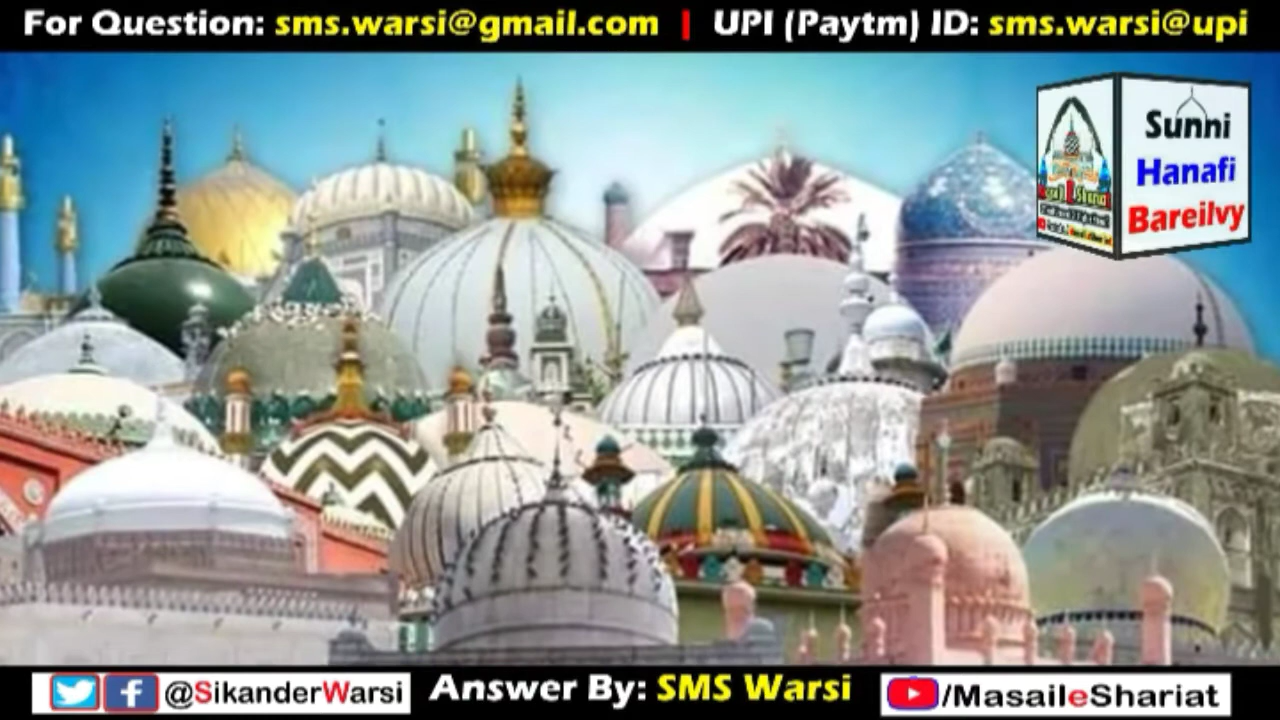 For Question: sms.warsi@gmail.com | UPI (Paytm) ID: sms.warsi@upi
Sunni
Hanafi
Bareilvy
@SikanderWarsi
Answer By: SMS Warsi
/MasaileShariat